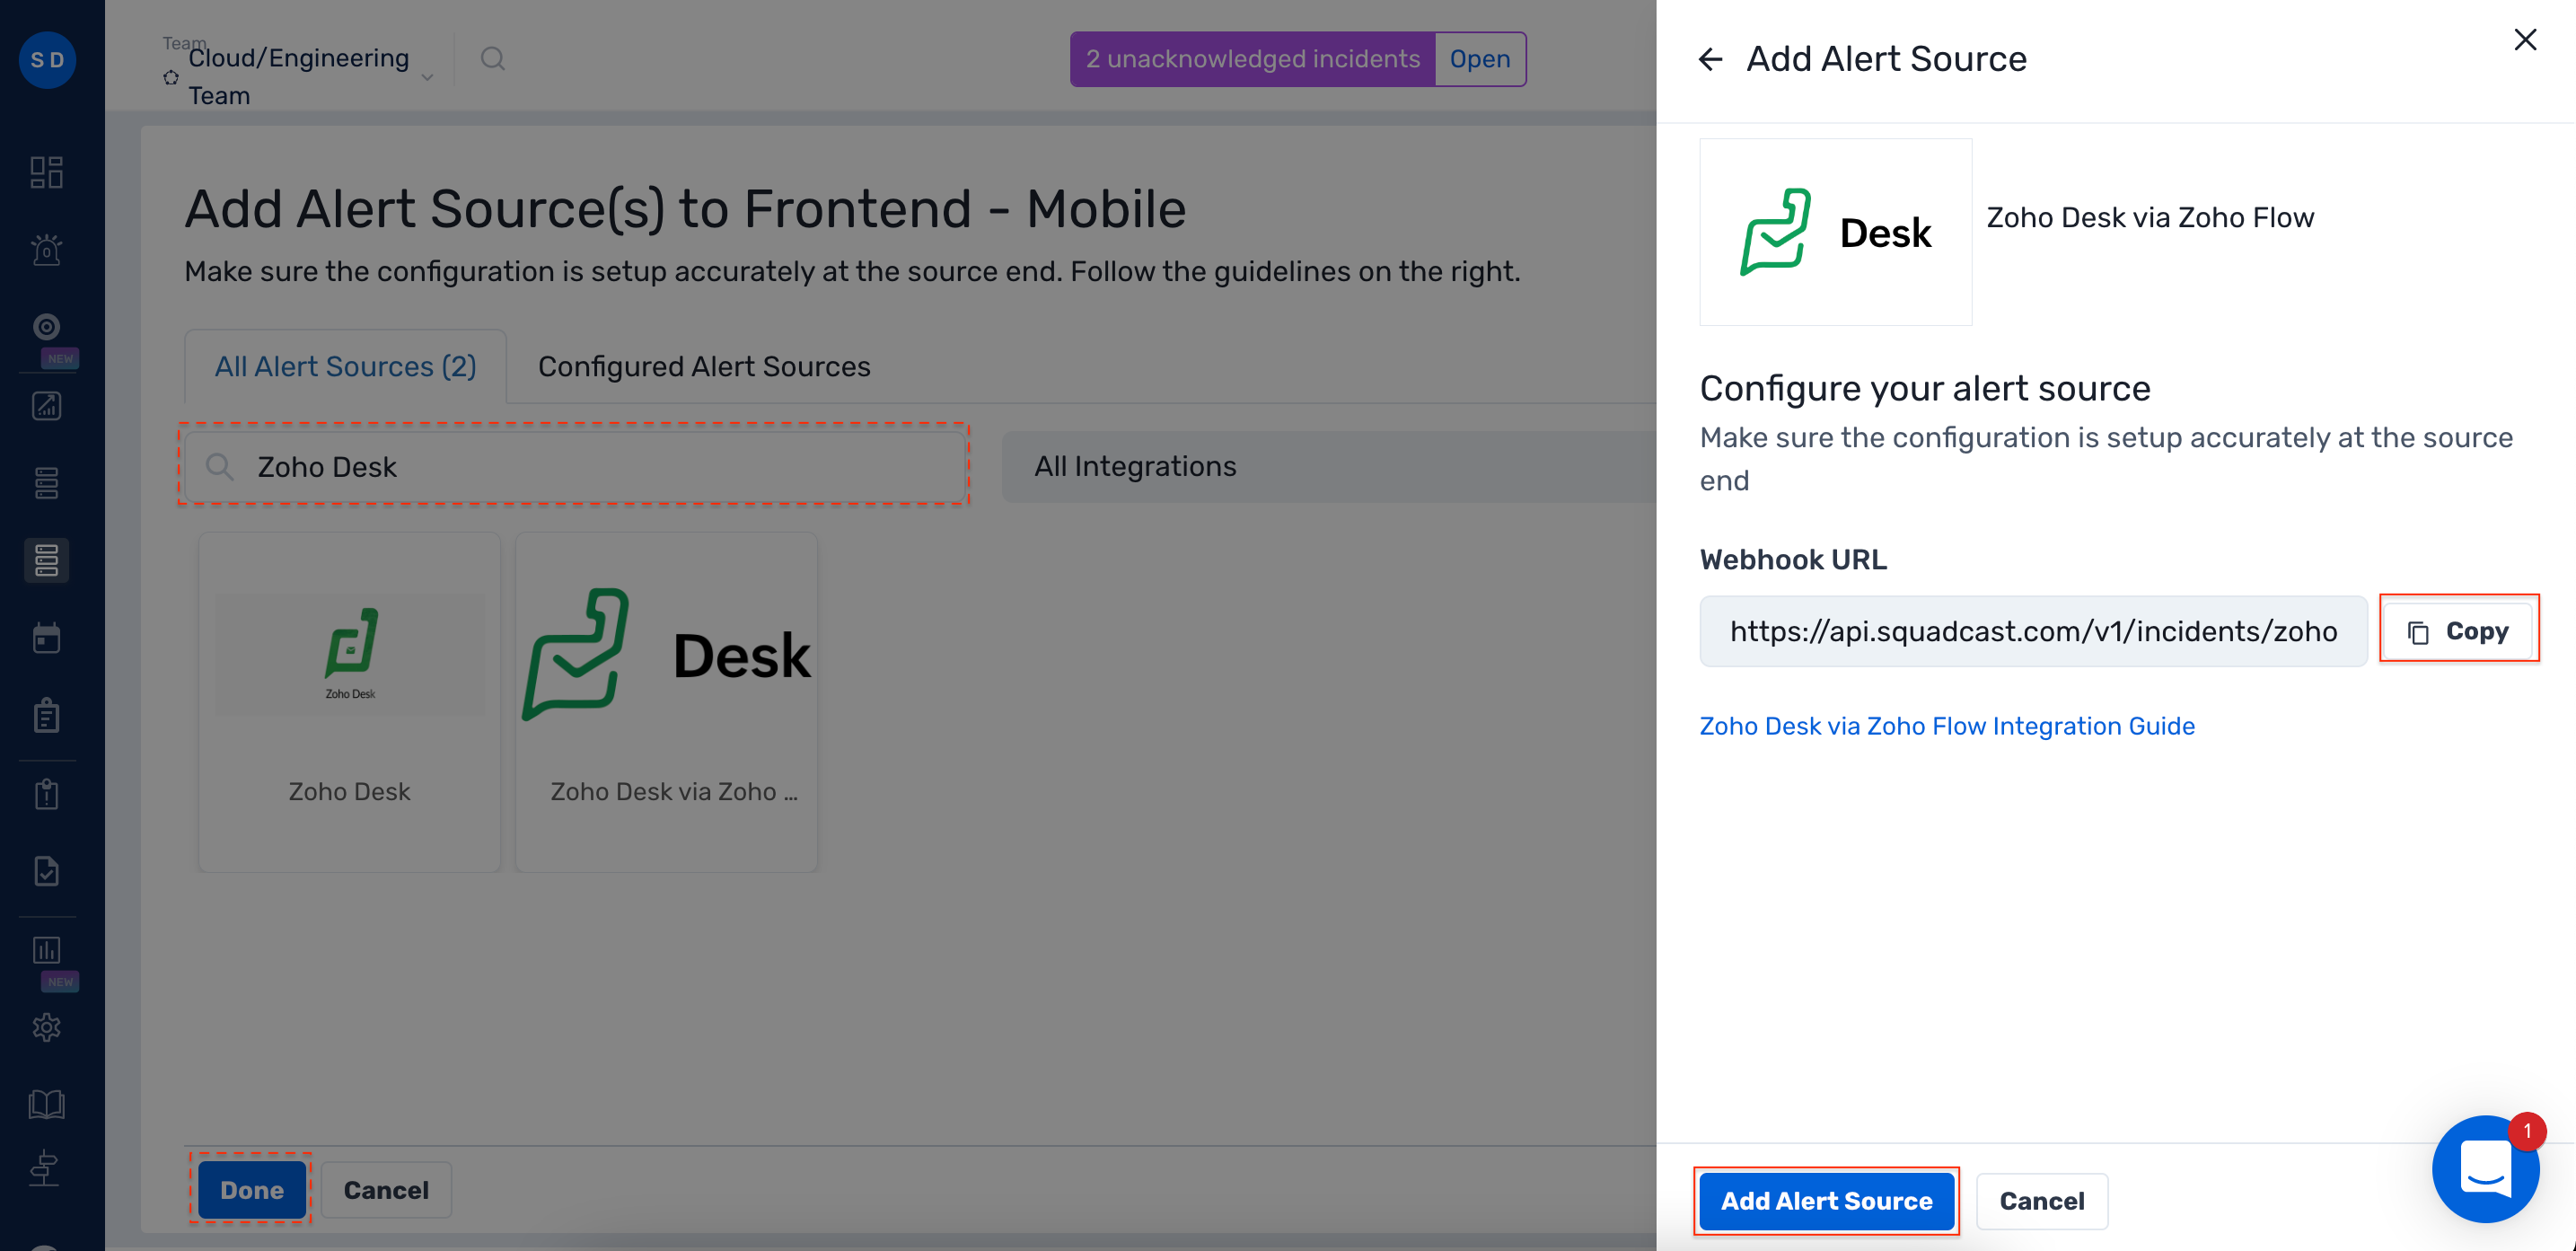 S D
Team
Cloud/Engineering
Team
2 unacknowledged incidents
Open
Add Alert Source(s) to Frontend - Mobile
Make sure the configuration is setup accurately at the source end. Follow the guidelines on the right.
All Alert Sources (2)
Configured Alert Sources
Zoho Desk
All Integrations
Zoho Desk
Zoho Desk
Desk
Zoho Desk via Zoho ...
NEW
NEW
Done
Cancel
Add Alert Source
Desk
Zoho Desk via Zoho Flow
Configure your alert source
Make sure the configuration is setup accurately at the source
end
Webhook URL
https://api.squadcast.com/v1/incidents/zoho
Copy
Zoho Desk via Zoho Flow Integration Guide
1
Add Alert Source
Cancel